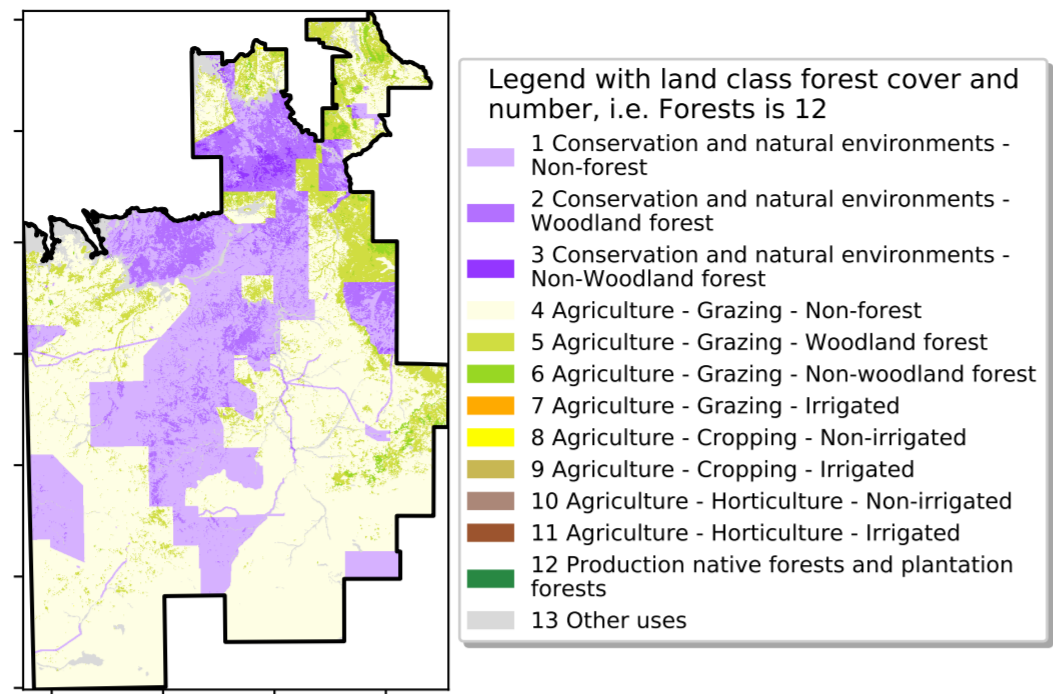 Legend with land class forest cover and
number, i.e. Forests is 12
1 Conservation and natural environments -
Non-forest
2 Conservation and natural environments -
Woodland forest
3 Conservation and natural environments -
Non-Woodland forest
4 Agriculture - Grazing - Non-forest
5 Agriculture - Grazing - Woodland forest
6 Agriculture - Grazing - Non-woodland forest
7 Agriculture - Grazing - Irrigated
8 Agriculture - Cropping - Non-irrigated
9 Agriculture - Cropping - Irrigated
10 Agriculture - Horticulture - Non-irrigated
11 Agriculture - Horticulture - Irrigated
12 Production native forests and plantation
forests
13 Other uses